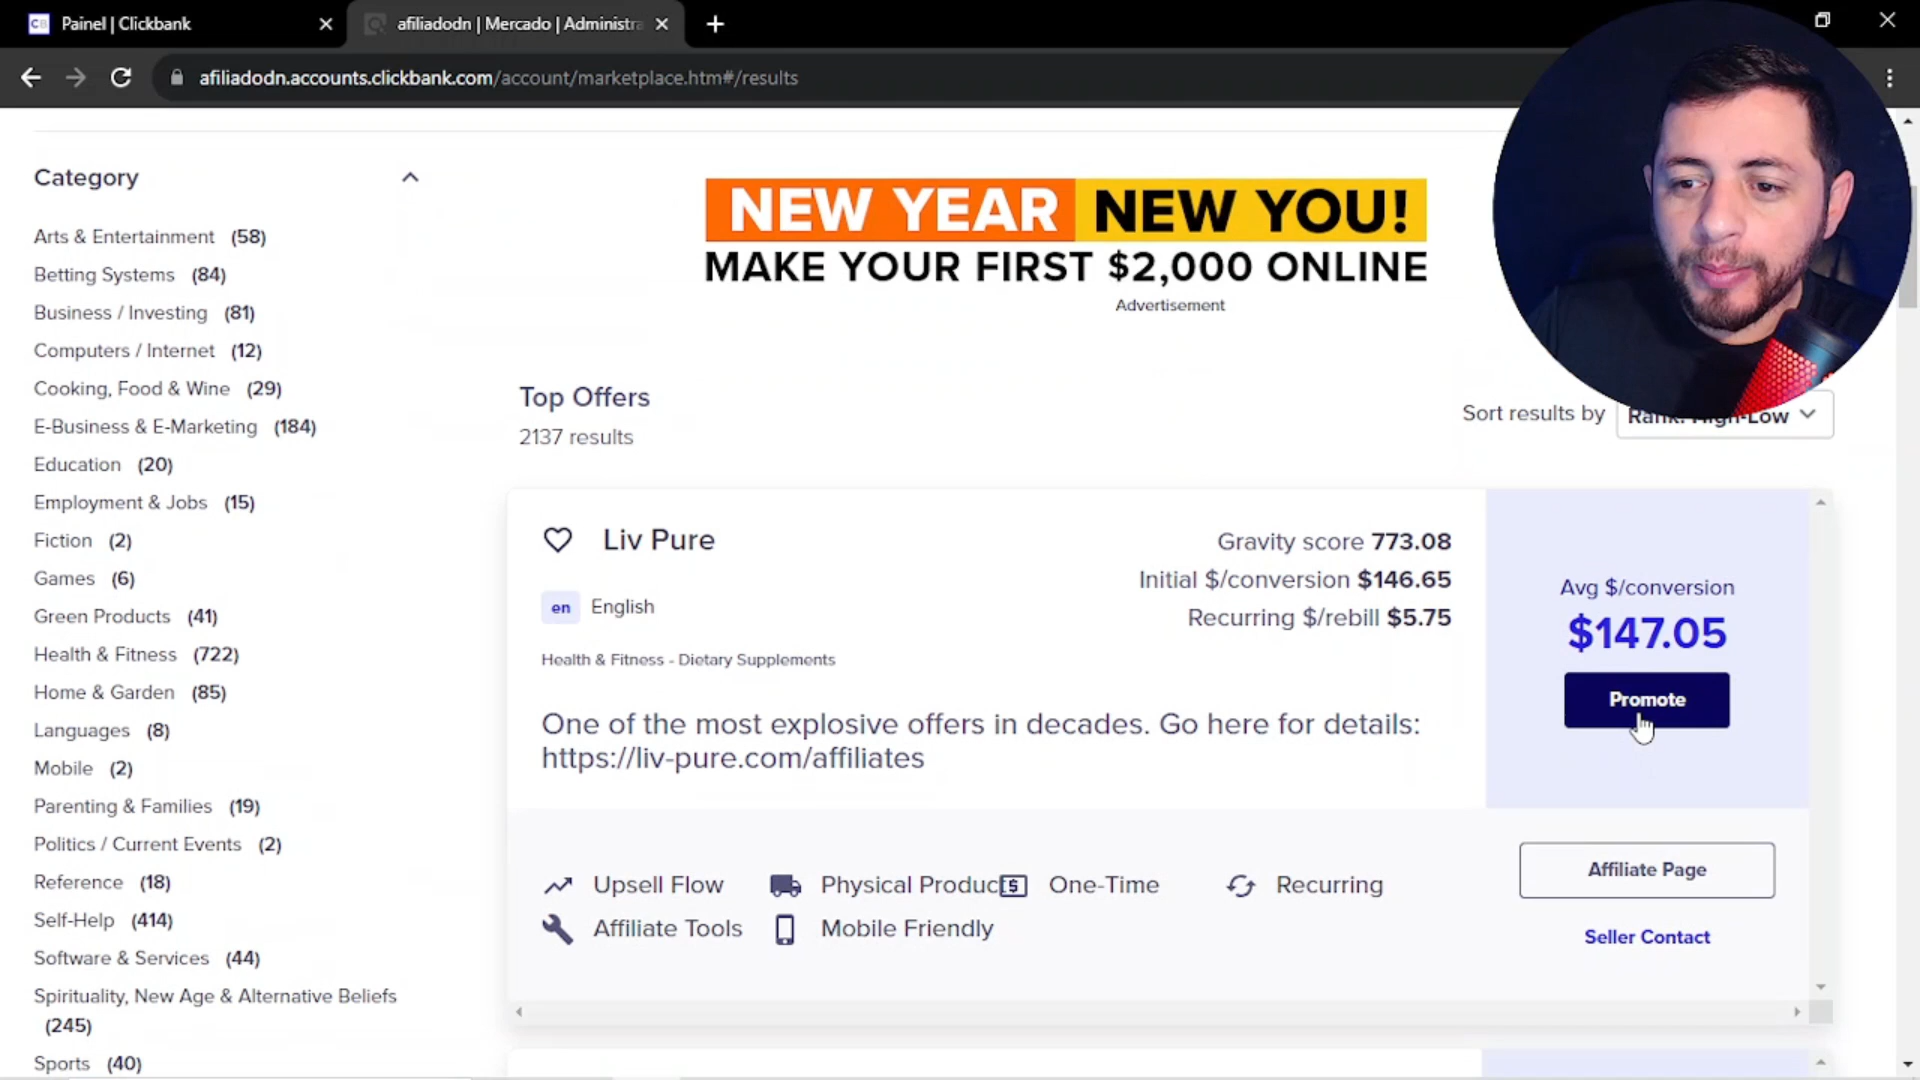 Painel | Clickbank
afiliadodn | Mercado | Administra
afiliadodn.accounts.clickbank.com/account/marketplace.htm#/results
Category
Arts & Entertainment (58)
Betting Systems (84)
Business / Investing (81)
Computers / Internet (12)
Cooking, Food & Wine (29)
E-Business & E-Marketing (184)
Education (20)
Employment & Jobs (15)
Fiction (2)
Games (6)
Green Products (41)
Health & Fitness (722)
Home & Garden (85)
Languages (8)
Mobile (2)
Parenting & Families (19)
Politics / Current Events (2)
Reference (18)
Self-Help (414)
Software & Services (44)
Spirituality, New Age & Alternative Beliefs
(245)
Sports (40)
NEW YEAR NEW YOU!
MAKE YOUR FIRST $2,000 ONLINE
Advertisement
Top Offers
2137 results
Sort results by Rank: High-Low
Liv Pure
en English
Health & Fitness - Dietary Supplements
Gravity score 773.08
Initial $/conversion $146.65
Recurring $/rebill $5.75
One of the most explosive offers in decades. Go here for details:
https://liv-pure.com/affiliates
Avg $/conversion
$147.05
Promote
Upsell Flow
Physical Product
One-Time
Recurring
Affiliate Tools
Mobile Friendly
Affiliate Page
Seller Contact